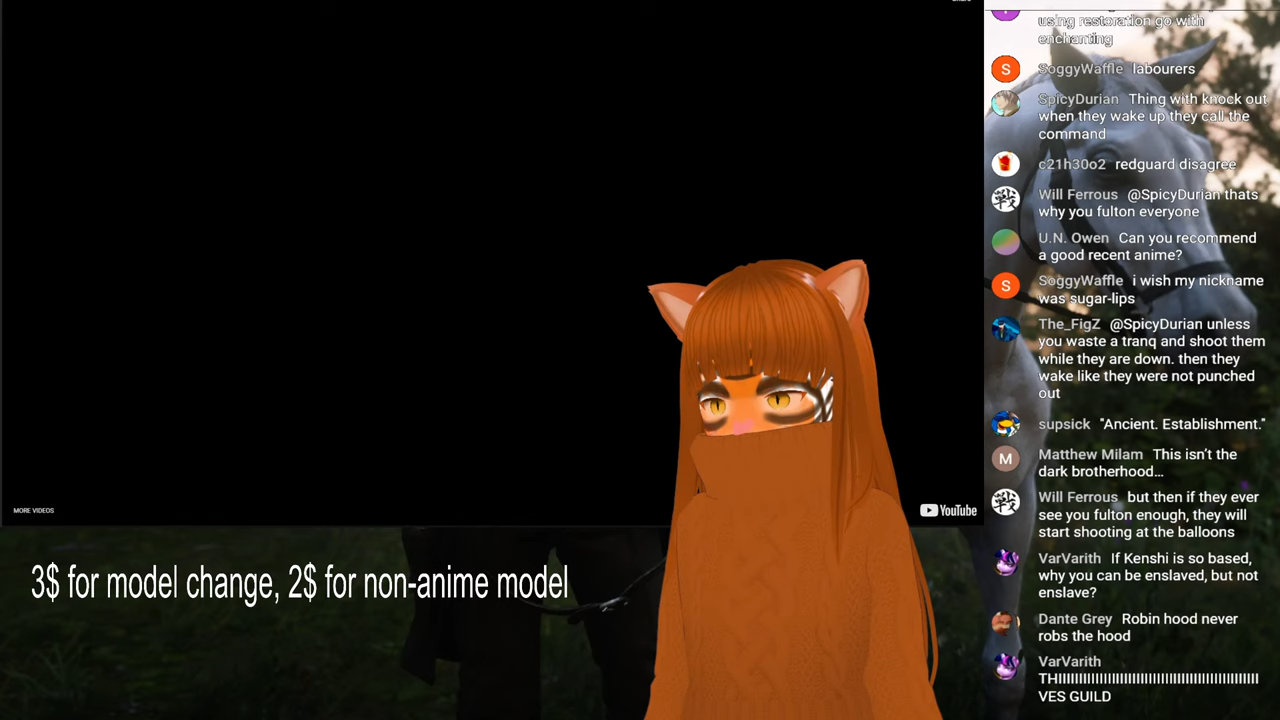 MORE VIDEOS
YouTube
3$ for model change, 2$ for non-anime model
using restoration go with
enchanting
SoggyWaffle labourers
SpicyDurian Thing with knock out
when they wake up they call the
command
c21h30o2 redguard disagree
Will Ferrous @SpicyDurian thats
why you fulton everyone
U.N. Owen Can you recommend
a good recent anime?
SoggyWaffle i wish my nickname
was sugar-lips
The_FigZ @SpicyDurian unless
you waste a tranq and shoot them
while they are down. then they
wake like they were not punched
out
supsick "Ancient. Establishment."
Matthew Milam This isn't the
dark brotherhood...
Will Ferrous but then if they ever
see you fulton enough, they will
start shooting at the balloons
VarVarith If Kenshi is so based,
why you can be enslaved, but not
enslave?
Dante Grey Robin hood never
robs the hood
VarVarith
VES GUILD